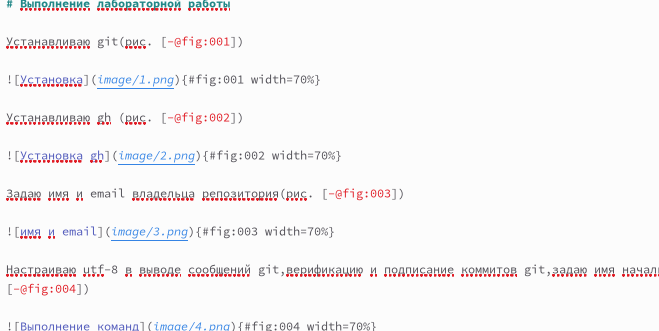 # Выполнение лабораторной работы
Устанавливаю git(рис. [-@fig:001])
![Установка](image/1.png){#fig:001 width=70%}
Устанавливаю gh (рис. [-@fig:002])
![Установка gh](image/2.png){#fig:002 width=70%}
Задаю имя и email владельца репозитория(рис. [-@fig:003])
![имя и email](image/3.png){#fig:003 width=70%}
Настраиваю utf-8 в выводе сообщений git,верификацию и подписание коммитов git,задаю имя
[-@fig:004])
![Выполнение команд](image/4.png){#fig:004 width=70%}